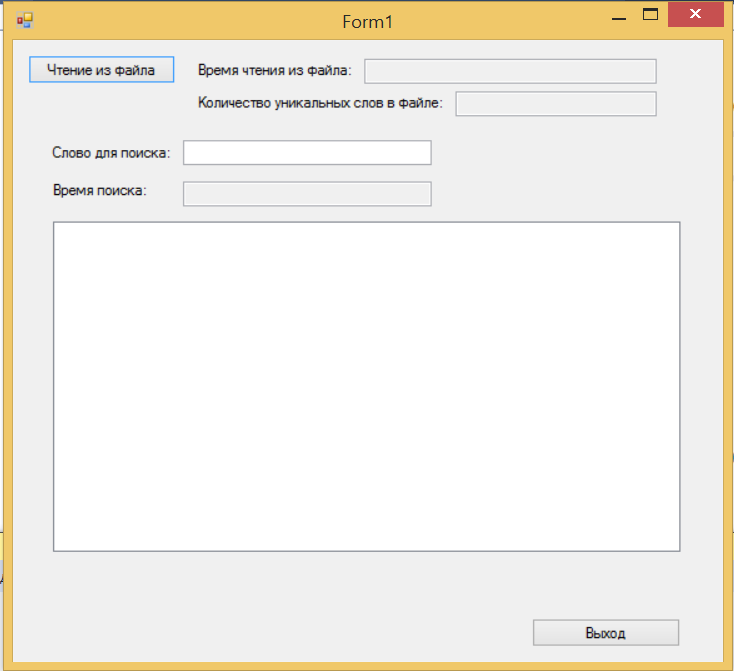 Form1
Чтение из файла
Время чтения из файла:
Количество уникальных слов в файле:
Слово для поиска:
Время поиска:
Выход